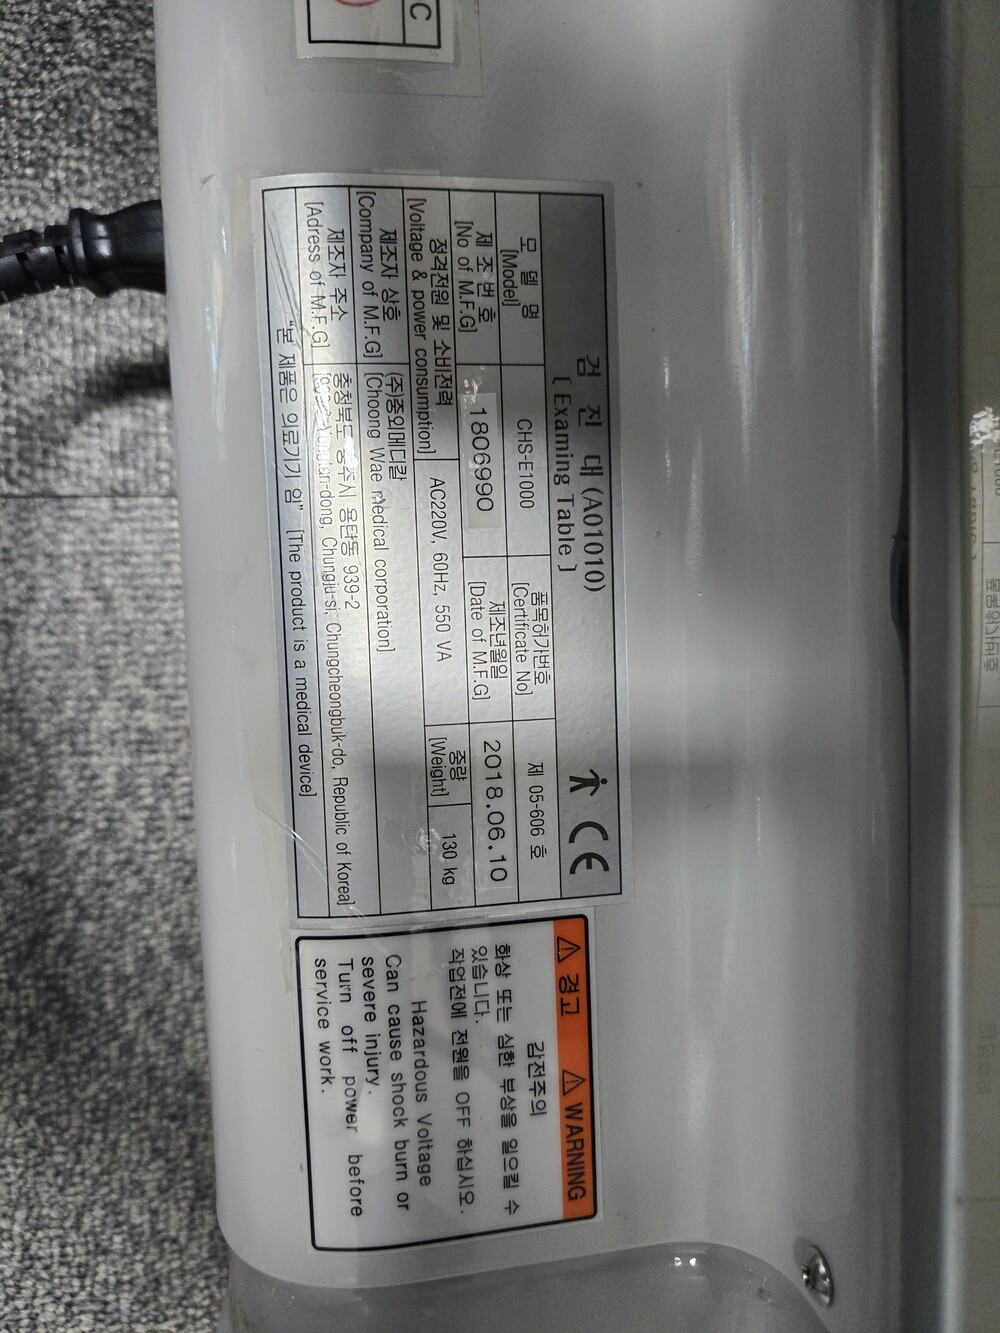 C
검 진 대 (A01010)
[ Examing Table ]
CE
모 델 명
[Model]
CHS-E1000
품목허가번호
[Certificate No]
제 05-606 호
제 조 번 호
[No of M.F.G]
1806990
제조년월일
[Date of M.F.G]
2018.06.10
정격전원 및 소비전력
[Voltage & power consumption]
AC220V, 60Hz, 550 VA
중량
[Weight]
130 kg
제조자 상호
[Company of M.F.G]
(주)중외메디칼
[Choong Wae medical corporation]
제조자 주소
[Adress of M.F.G]
충청북도 충주시 용탄동 939-2
Chungju-si, Chungcheongbuk-do, Republic of Korea]
"본 제품은 의료기기 임" [The product is a medical device]
경고 WARNING
감전주의
화상 또는 심한 부상을 일으킬 수
있습니다.
작업전에 전원을 OFF 하십시오.
Hazardous Voltage
Can cause shock burn or
severe injury.
Turn off power before
service work.